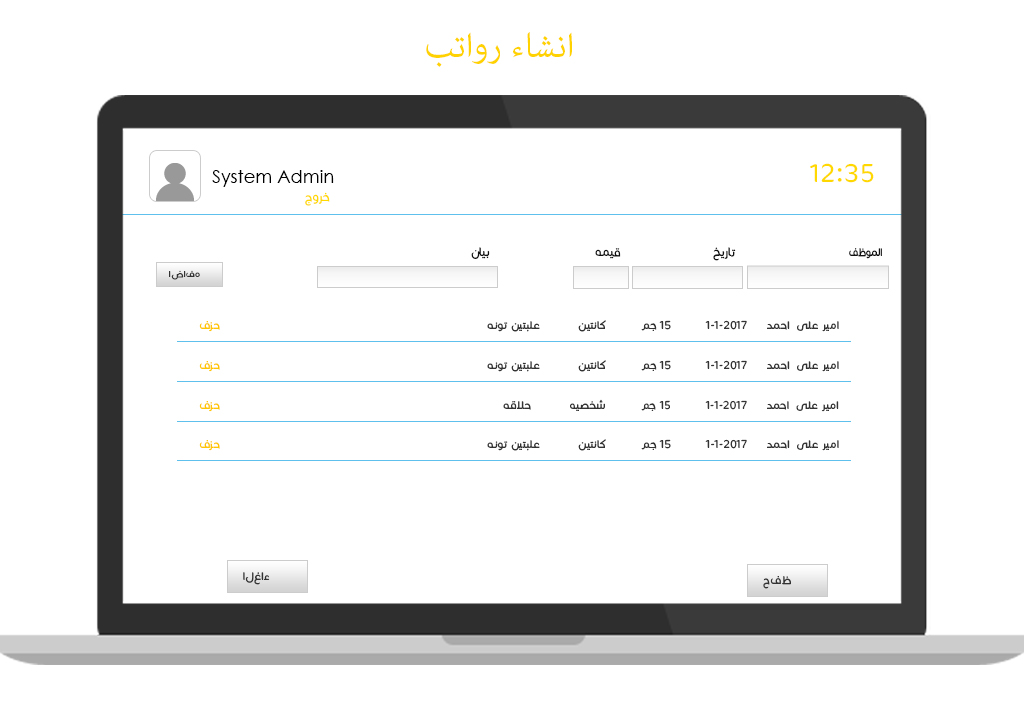 انشاء رواتب
System Admin
12:35
خروج
الموظف تاريخ قيمه بيان
اضافه
امير على احمد 1-1-2017 15 جم كانتين علبتين تونه حزف
امير على احمد 1-1-2017 15 جم كانتين علبتين تونه حزف
امير على احمد 1-1-2017 15 جم شخصيه حلاقه حزف
امير على احمد 1-1-2017 15 جم كانتين علبتين تونه حزف
حفظ الغاء